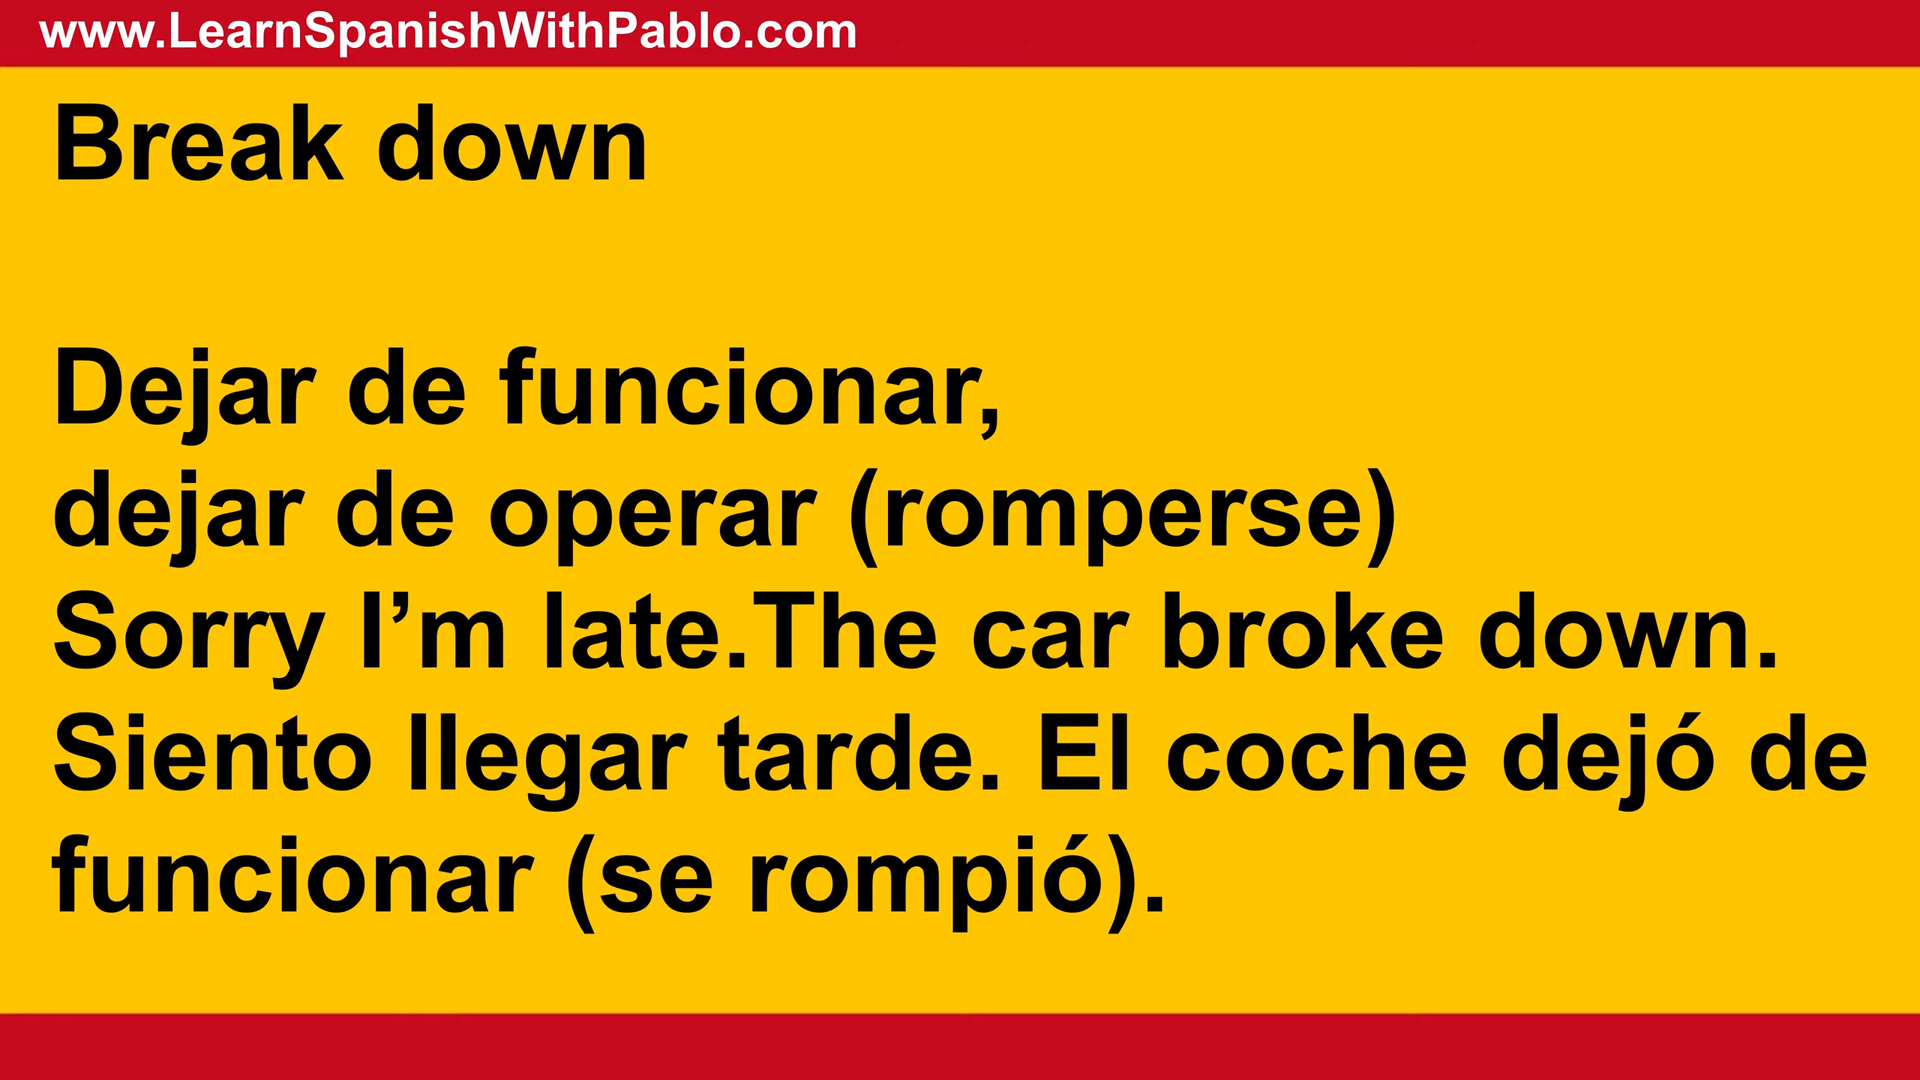 www.LearnSpanishWithPablo.com
Break down
Dejar de funcionar,
dejar de operar (romperse)
Sorry I’m late.The car broke down.
Siento llegar tarde. El coche dejó de
funcionar (se rompió).